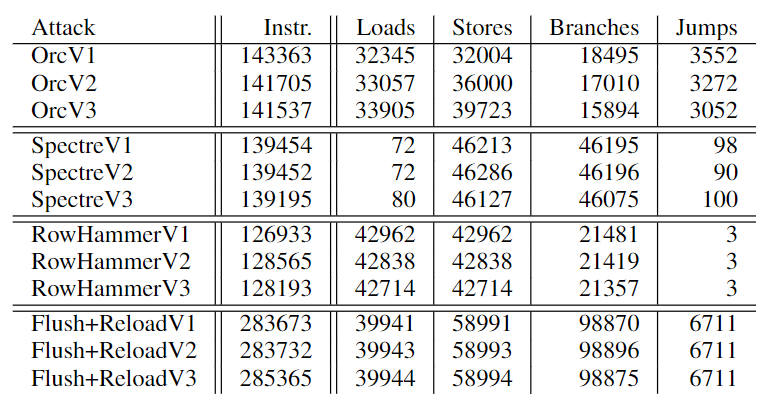 Attack Instr. Loads Stores Branches Jumps
OrcV1 143363 32345 32004 18495 3552
OrcV2 141705 33057 36000 17010 3272
OrcV3 141537 33905 39723 15894 3052
SpectreV1 139454 72 46213 46195 98
SpectreV2 139452 72 46286 46196 90
SpectreV3 139195 80 46127 46075 100
RowHammerV1 126933 42962 42962 21481 3
RowHammerV2 128565 42838 42838 21419 3
RowHammerV3 128193 42714 42714 21357 3
Flush+ReloadV1 283673 39941 58991 98870 6711
Flush+ReloadV2 283732 39943 58993 98896 6711
Flush+ReloadV3 285365 39944 58994 98875 6711